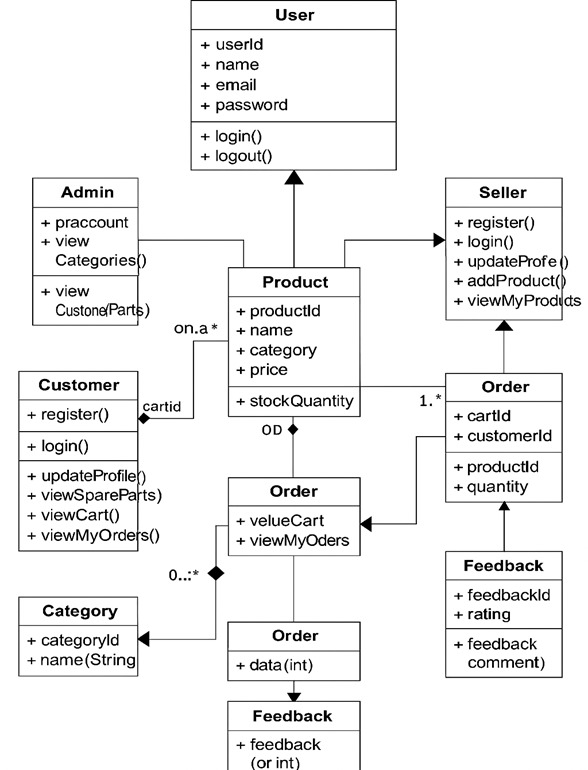 User
+ userId
+ name
+ email
+ password
+ login()
+ logout()
Admin
+ praccount
+ view
Categories()
+ view
Custone(Parts)
Seller
+ register()
+ login()
+ updateProfe()
+ addProduct()
+ viewMyProduds
Product
+ productId
+ name
+ category
+ price
+ stockQuantity
on.a *
cartid
1.*
OD
Customer
+ register()
+ login()
+ updateProfile()
+ viewSpareParts)
+ viewCart()
+ viewMyOrders()
Order
+ cartId
+ customerId
+ productId
+ quantity
Order
+ velueCart
+ viewMyOders
0..:*
Feedback
+ feedbackId
+ rating
+ feedback
comment)
Category
+ categoryId
+ name(String
Order
+ data(int)
Feedback
+ feedback
(or int)